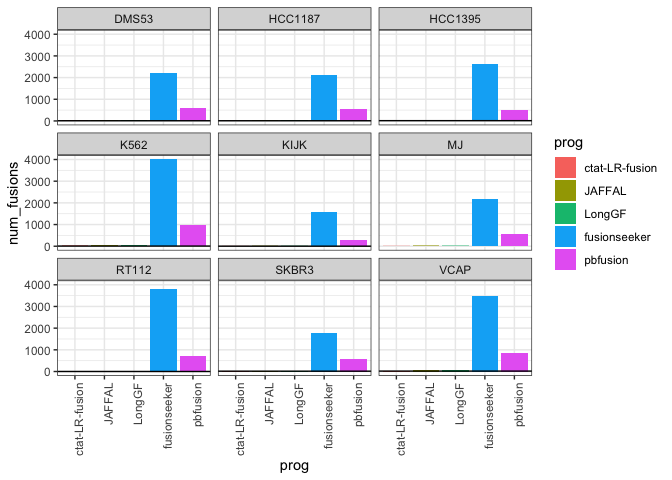 DMS53 HCC1187 HCC1395
4000
3000
2000
1000
0
K562 KIJK MJ
4000
3000
2000
1000
0
RT112 SKBR3 VCAP
4000
3000
2000
1000
0
num_fusions
ctat-LR-fusion JAFFAL LongGF fusionseeker pbfusion ctat-LR-fusion JAFFAL LongGF fusionseeker pbfusion ctat-LR-fusion JAFFAL LongGF fusionseeker pbfusion
prog
prog
ctat-LR-fusion
JAFFAL
LongGF
fusionseeker
pbfusion